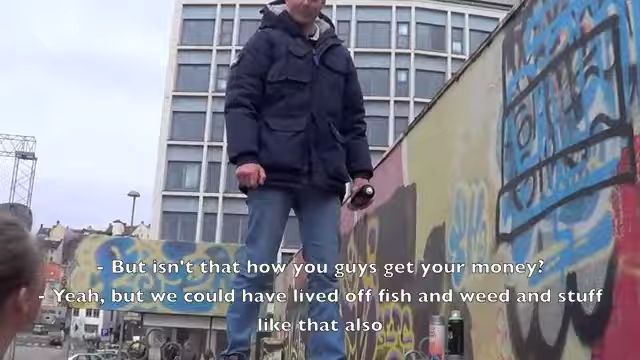 - But isn't that how you guys get your money?
- Yeah, but we could have lived off fish and weed and stuff
like that also